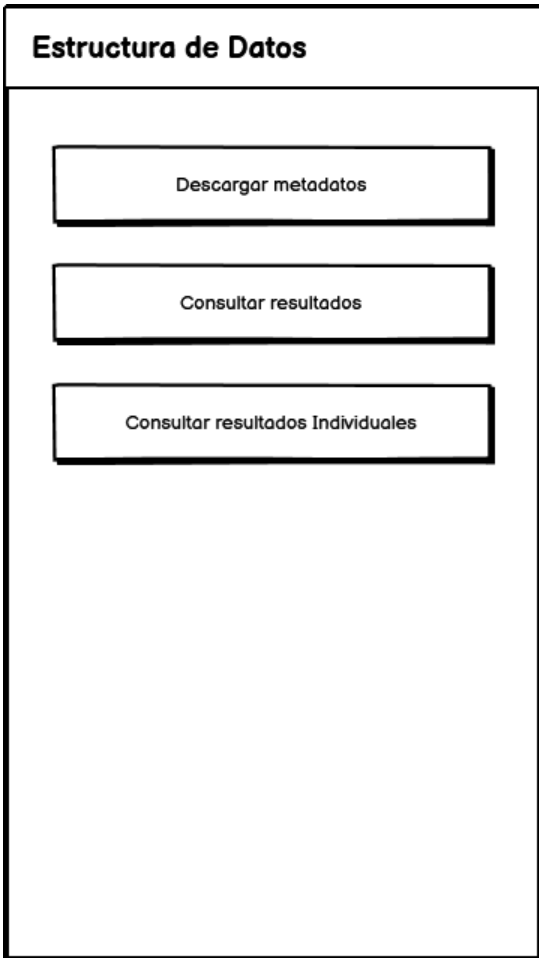 Estructura de Datos
Descargar metadatos
Consultar resultados
Consultar resultados Individuales